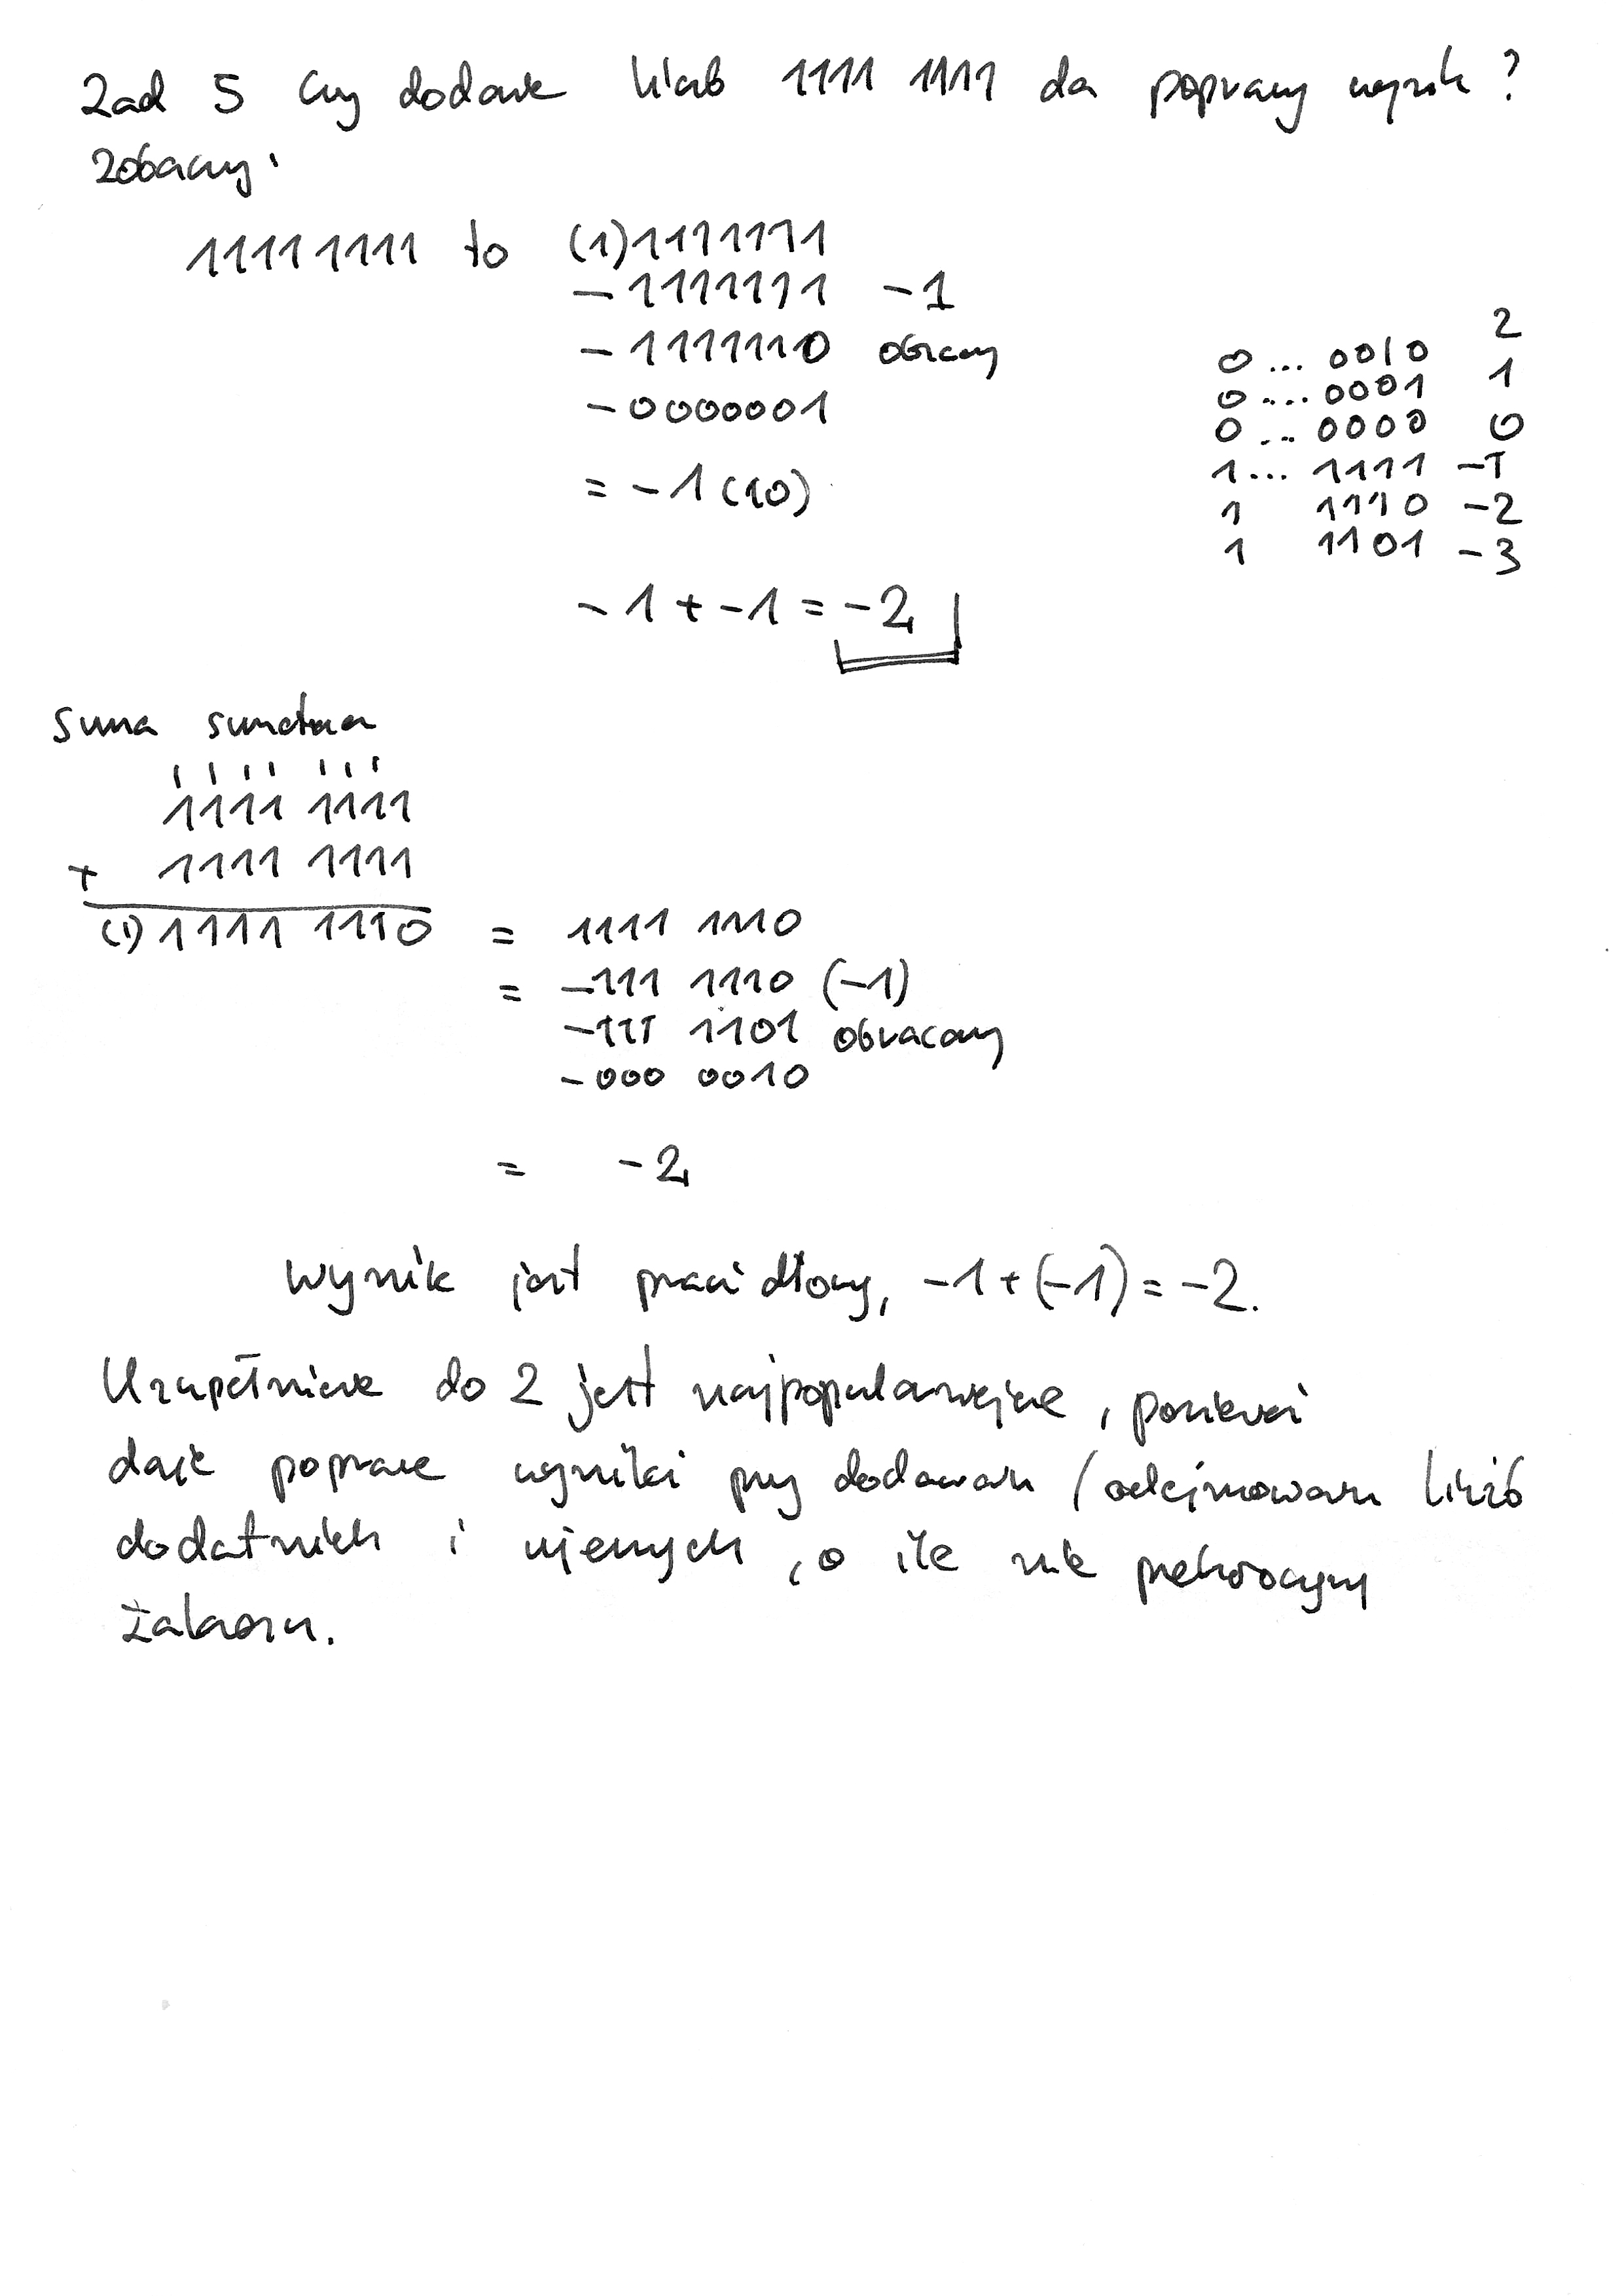 Zad 5 Czy dodanie liczb 1111 1111 da poprawny wynik?
Zobaczmy:
11111111 to (1)1111111
-1111111 -1
-1111110 obracamy
-0000001
= -1 (10)
0 ... 0010 2
0 ... 0001 1
0 ... 0000 0
1 ... 1111 -1
1 1110 -2
1 1101 -3
-1 + -1 = -2
Suma
1111 1111
+ 1111 1111
(1) 1111 1110 = 1111 1110
= -111 1110 (-1)
-111 1101 obracamy
-000 0010
= -2
Wynik jest prawidłowy, -1 + (-1) = -2.
Uzupełnienie do 2 jest najpopularniejsze, ponieważ
daje poprawne wyniki przy dodawaniu / odejmowaniu liczb
dodatnich i ujemnych, o ile nie przekroczymy
zakresu.